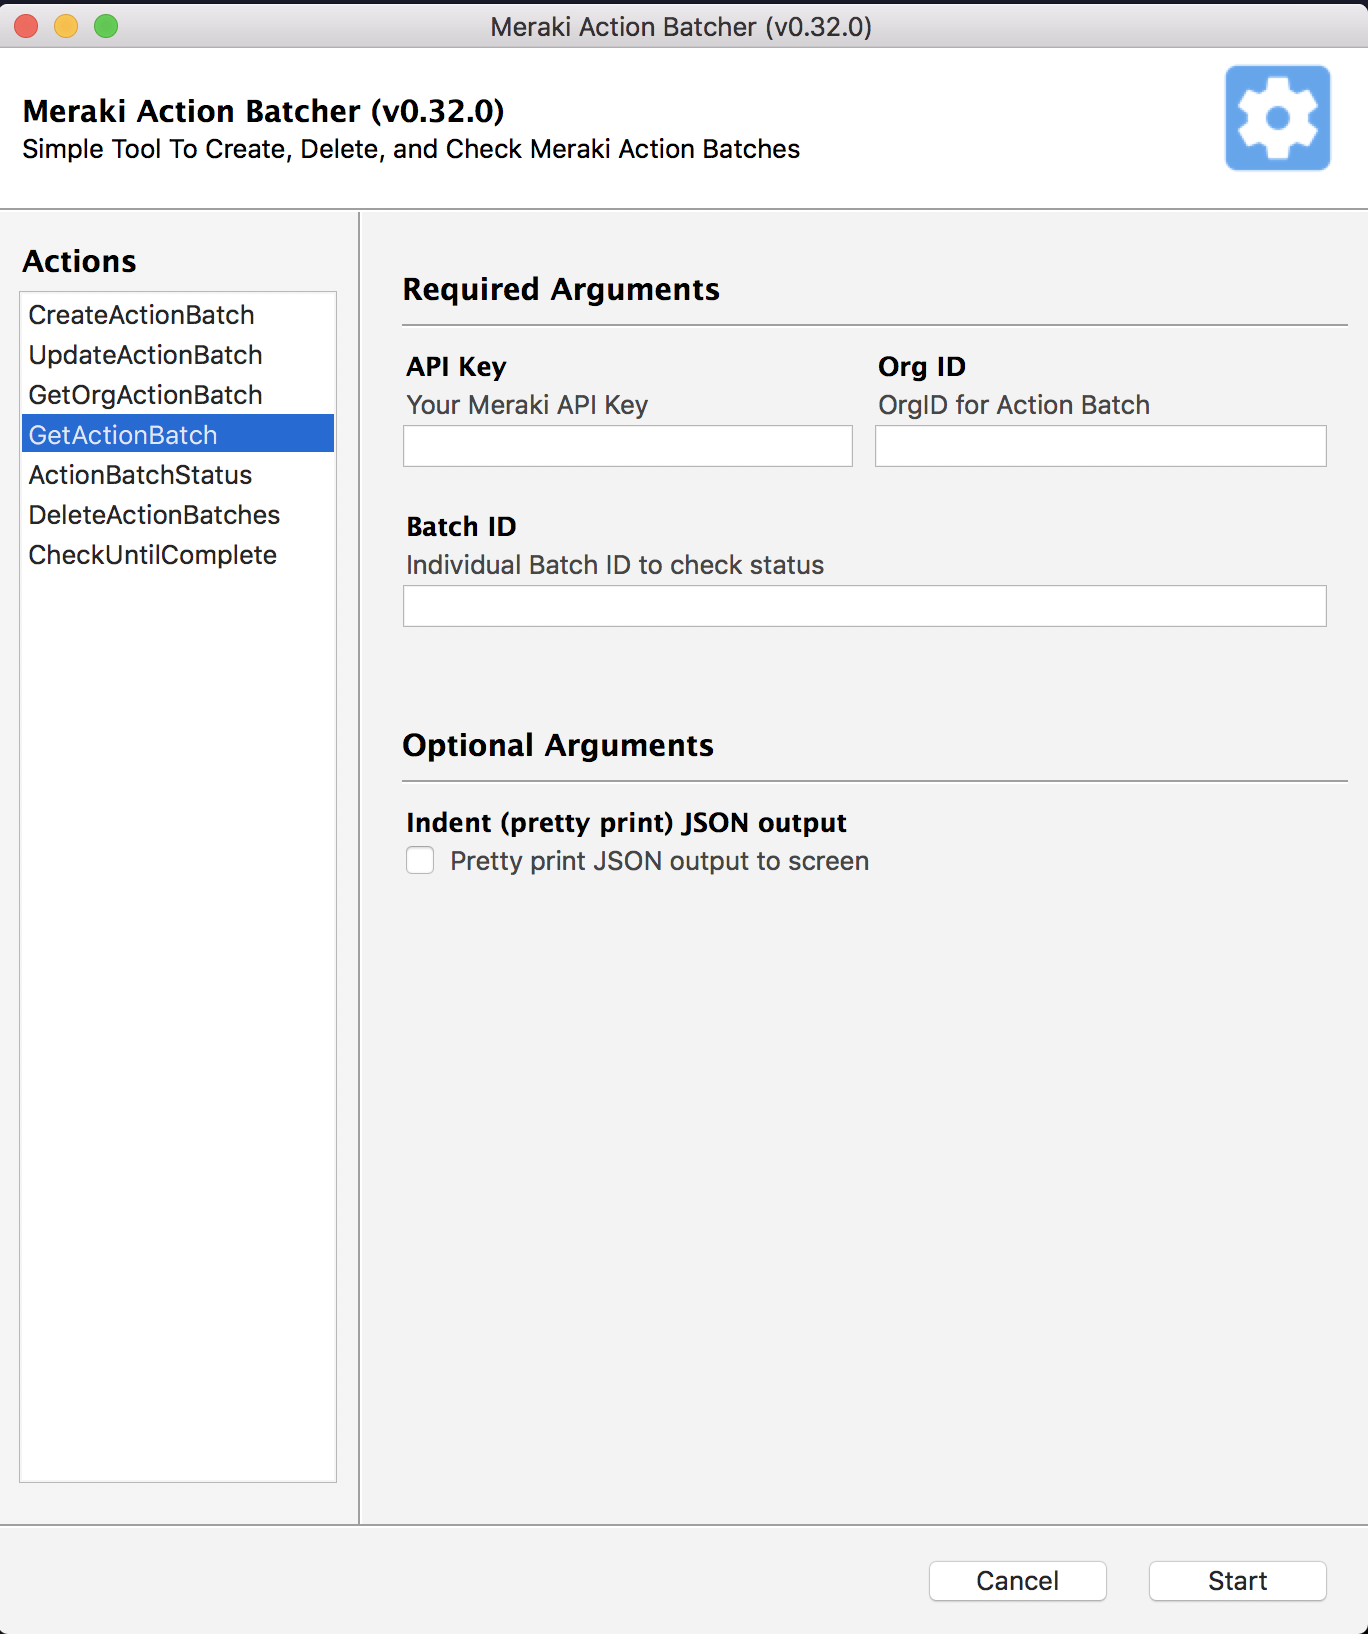 Meraki Action Batcher (v0.32.0)
Meraki Action Batcher (v0.32.0)
Simple Tool To Create, Delete, and Check Meraki Action Batches
Actions
CreateActionBatch
UpdateActionBatch
GetOrgActionBatch
GetActionBatch
ActionBatchStatus
DeleteActionBatches
CheckUntilComplete
Required Arguments
API Key
Your Meraki API Key
Org ID
OrgID for Action Batch
Batch ID
Individual Batch ID to check status
Optional Arguments
Indent (pretty print) JSON output
Pretty print JSON output to screen
Cancel
Start